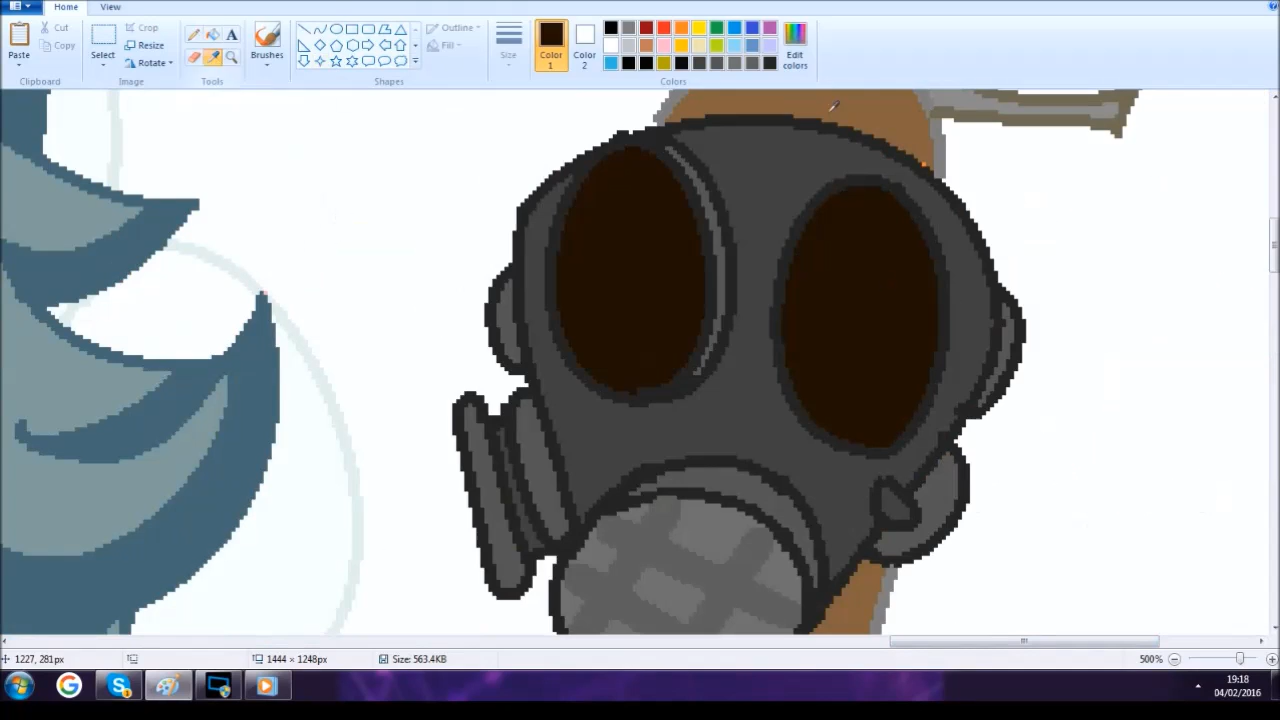 Home View
Paste
Cut
Copy
Clipboard
Select
Crop
Resize
Rotate
Image
A
Tools
Brushes
Outline
Fill
Shapes
Size
Color 1
Color 2
Edit colors
Colors
1227, 281px
1444 × 1248px
Size: 563.4KB
500%
19:18
04/02/2016